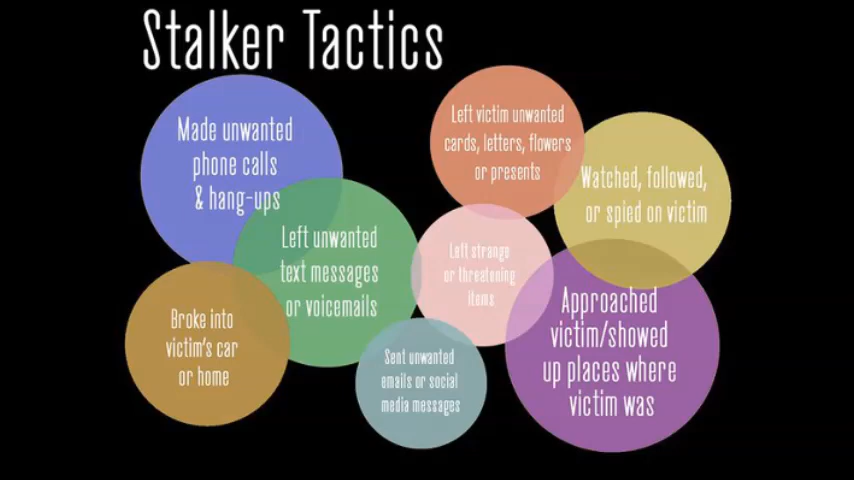 Stalker Tactics
Made unwanted
phone calls
& hang-ups
Left victim unwanted
cards, letters, flowers
or presents
Watched, followed,
or spied on victim
Left unwanted
text messages
or voicemails
Left strange
or threatening
items
Broke into
victim's car
or home
Sent unwanted
emails or social
media messages
Approached
victim/showed
up places where
victim was